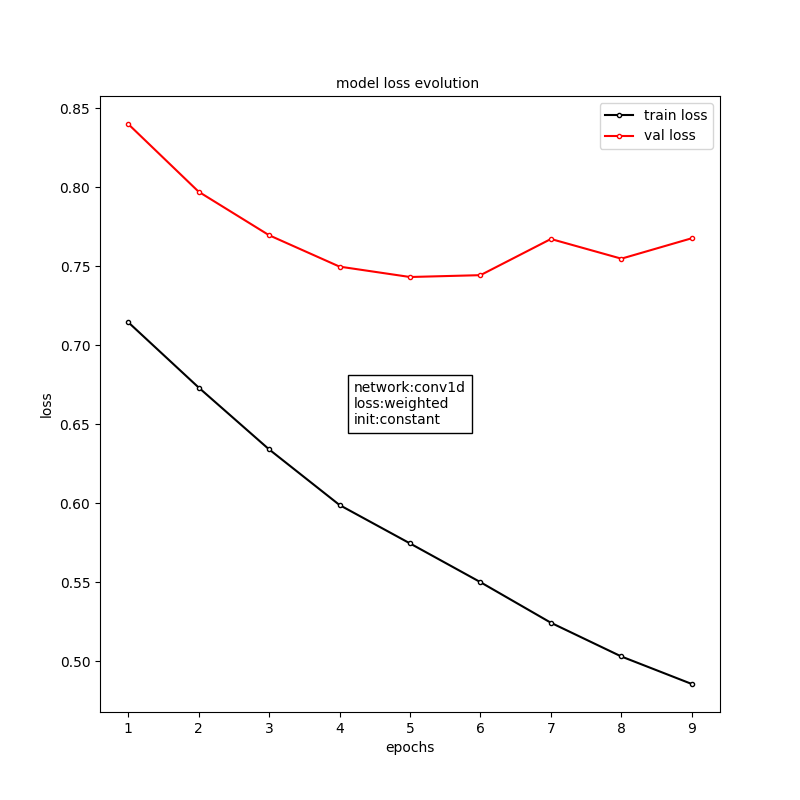 model loss evolution
0.85
train loss
val loss
0.80
0.75
0.70
network:conv1d
loss:weighted
init:constant
loss
0.65
0.60
0.55
0.50
1 2 3 4 5 6 7 8 9
epochs